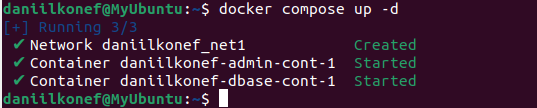 daniilkonef@MyUbuntu:~$ docker compose up -d
[+] Running 3/3
✔ Network daniilkonef_net1 Created
✔ Container daniilkonef-admin-cont-1 Started
✔ Container daniilkonef-dbase-cont-1 Started
daniilkonef@MyUbuntu:~$